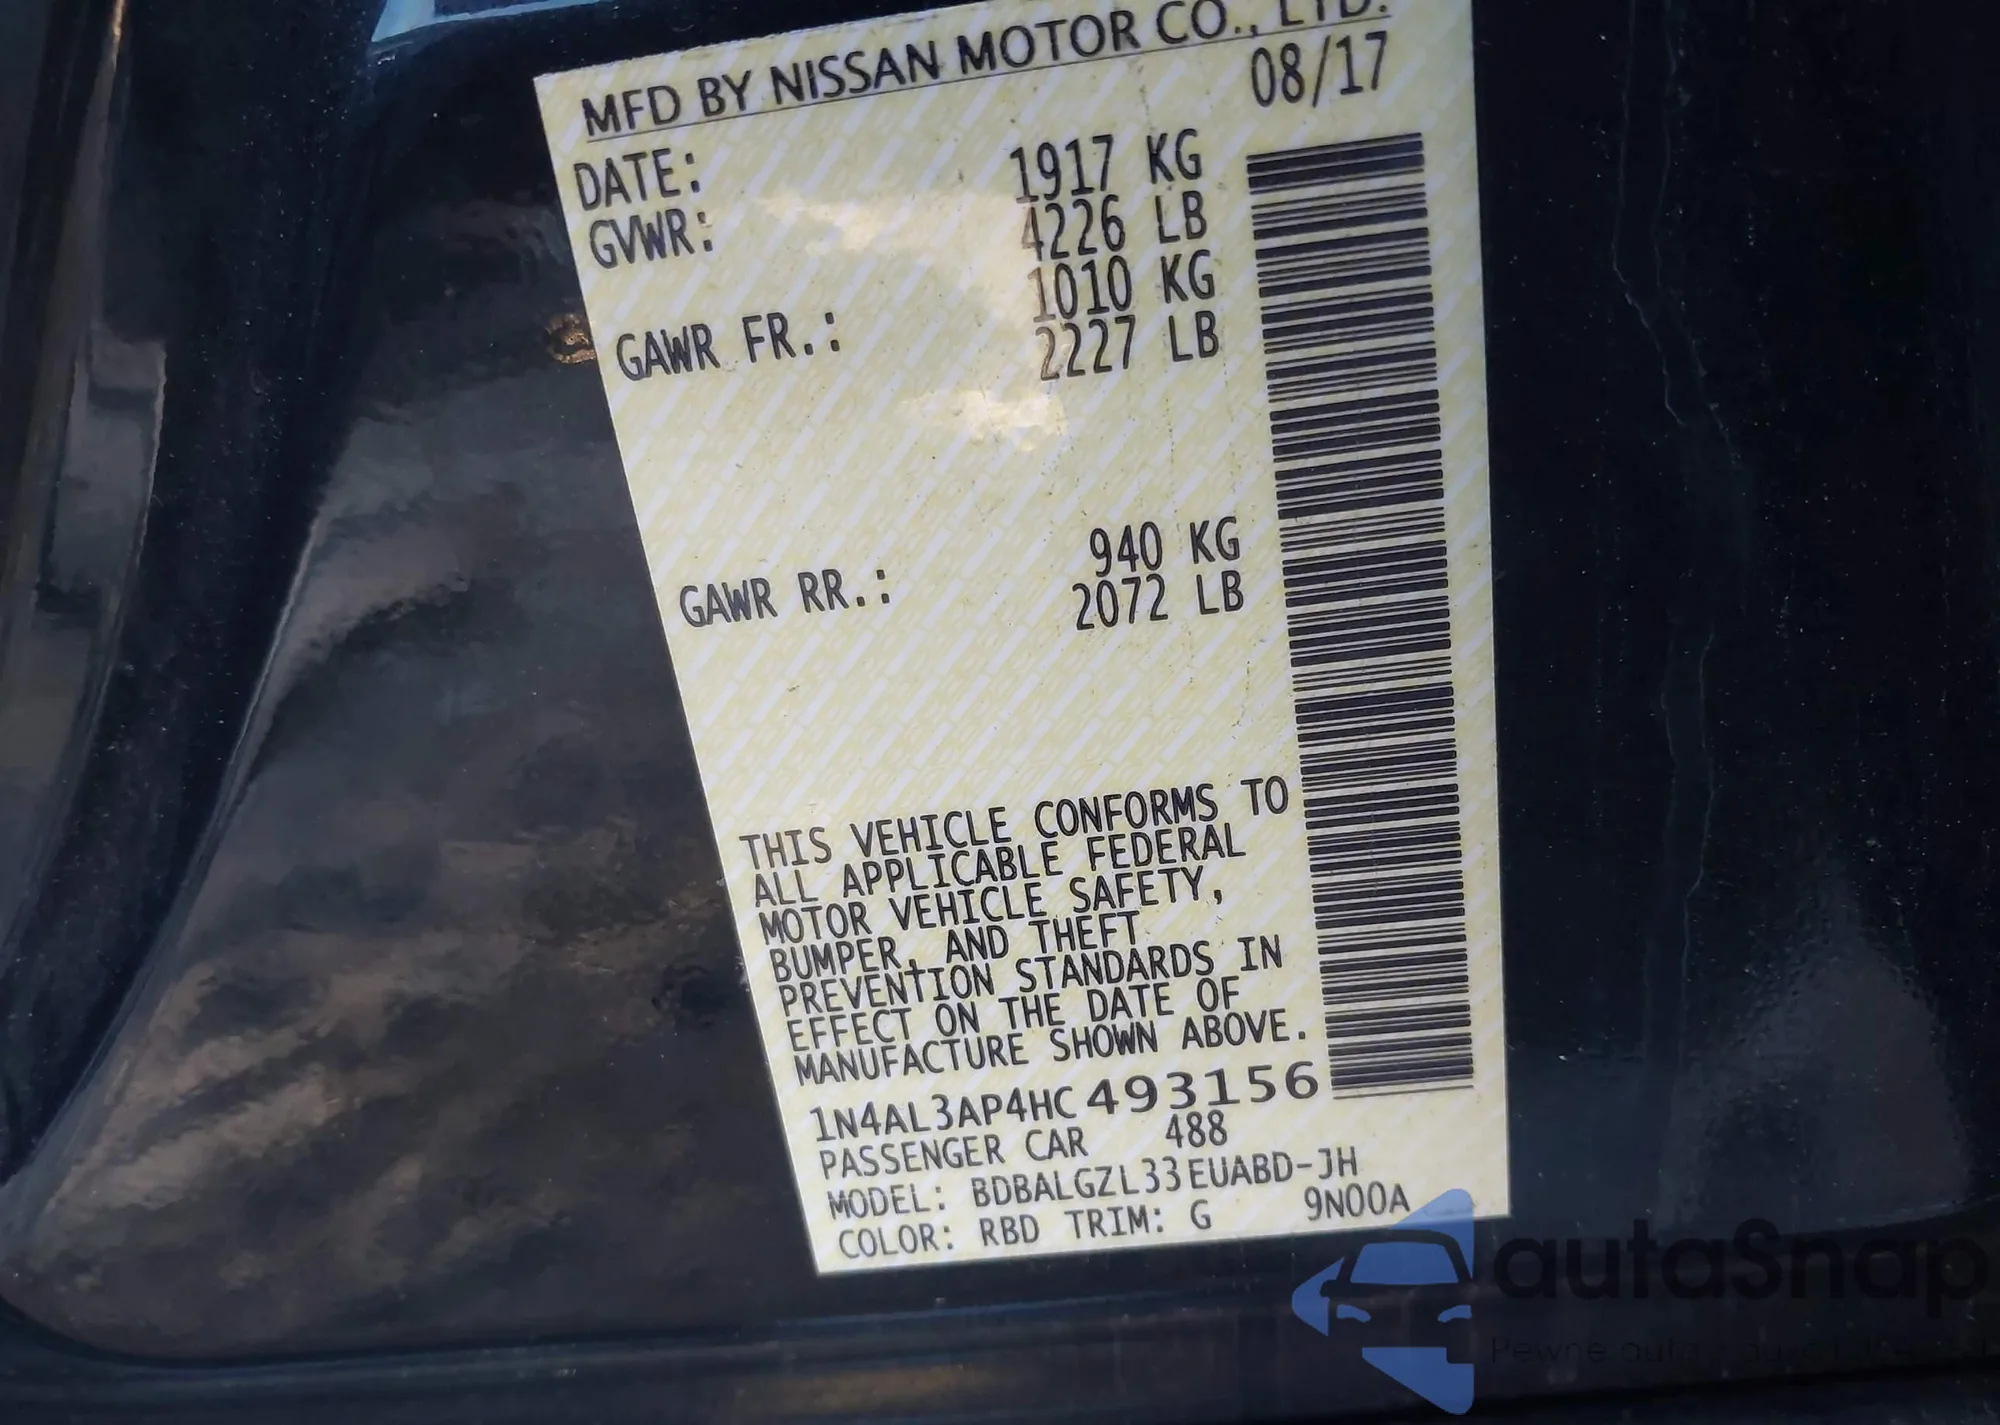 MFD BY NISSAN MOTOR CO., LTD.
DATE: 08/17
GVWR: 1917 KG
4226 LB
GAWR FR.: 1010 KG
2227 LB
GAWR RR.: 940 KG
2072 LB
THIS VEHICLE CONFORMS TO
ALL APPLICABLE FEDERAL
MOTOR VEHICLE SAFETY,
BUMPER, AND THEFT
PREVENTION STANDARDS IN
EFFECT ON THE DATE OF
MANUFACTURE SHOWN ABOVE.
1N4AL3AP4HC493156
PASSENGER CAR 488
MODEL: BDBALGZL33EUABD-JH
COLOR: RBD TRIM: G 9N00A
autaSnap
Pewne auta